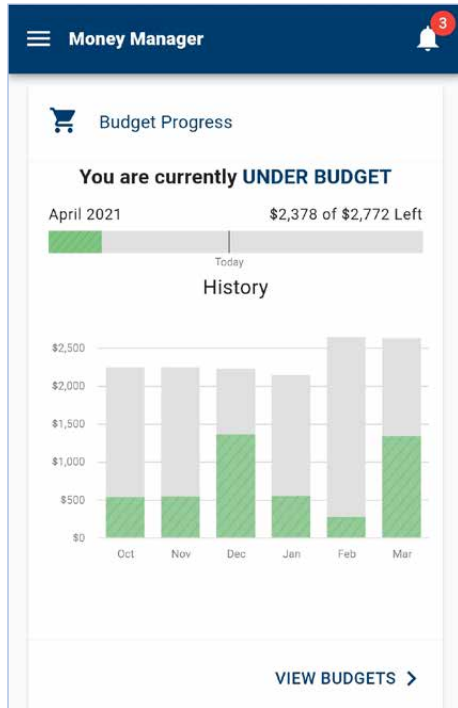 Money Manager
3
Budget Progress
You are currently UNDER BUDGET
April 2021 $2,378 of $2,772 Left
Today
History
$2,500
$2,000
$1,500
$1,000
$500
$0
Oct Nov Dec Jan Feb Mar
VIEW BUDGETS